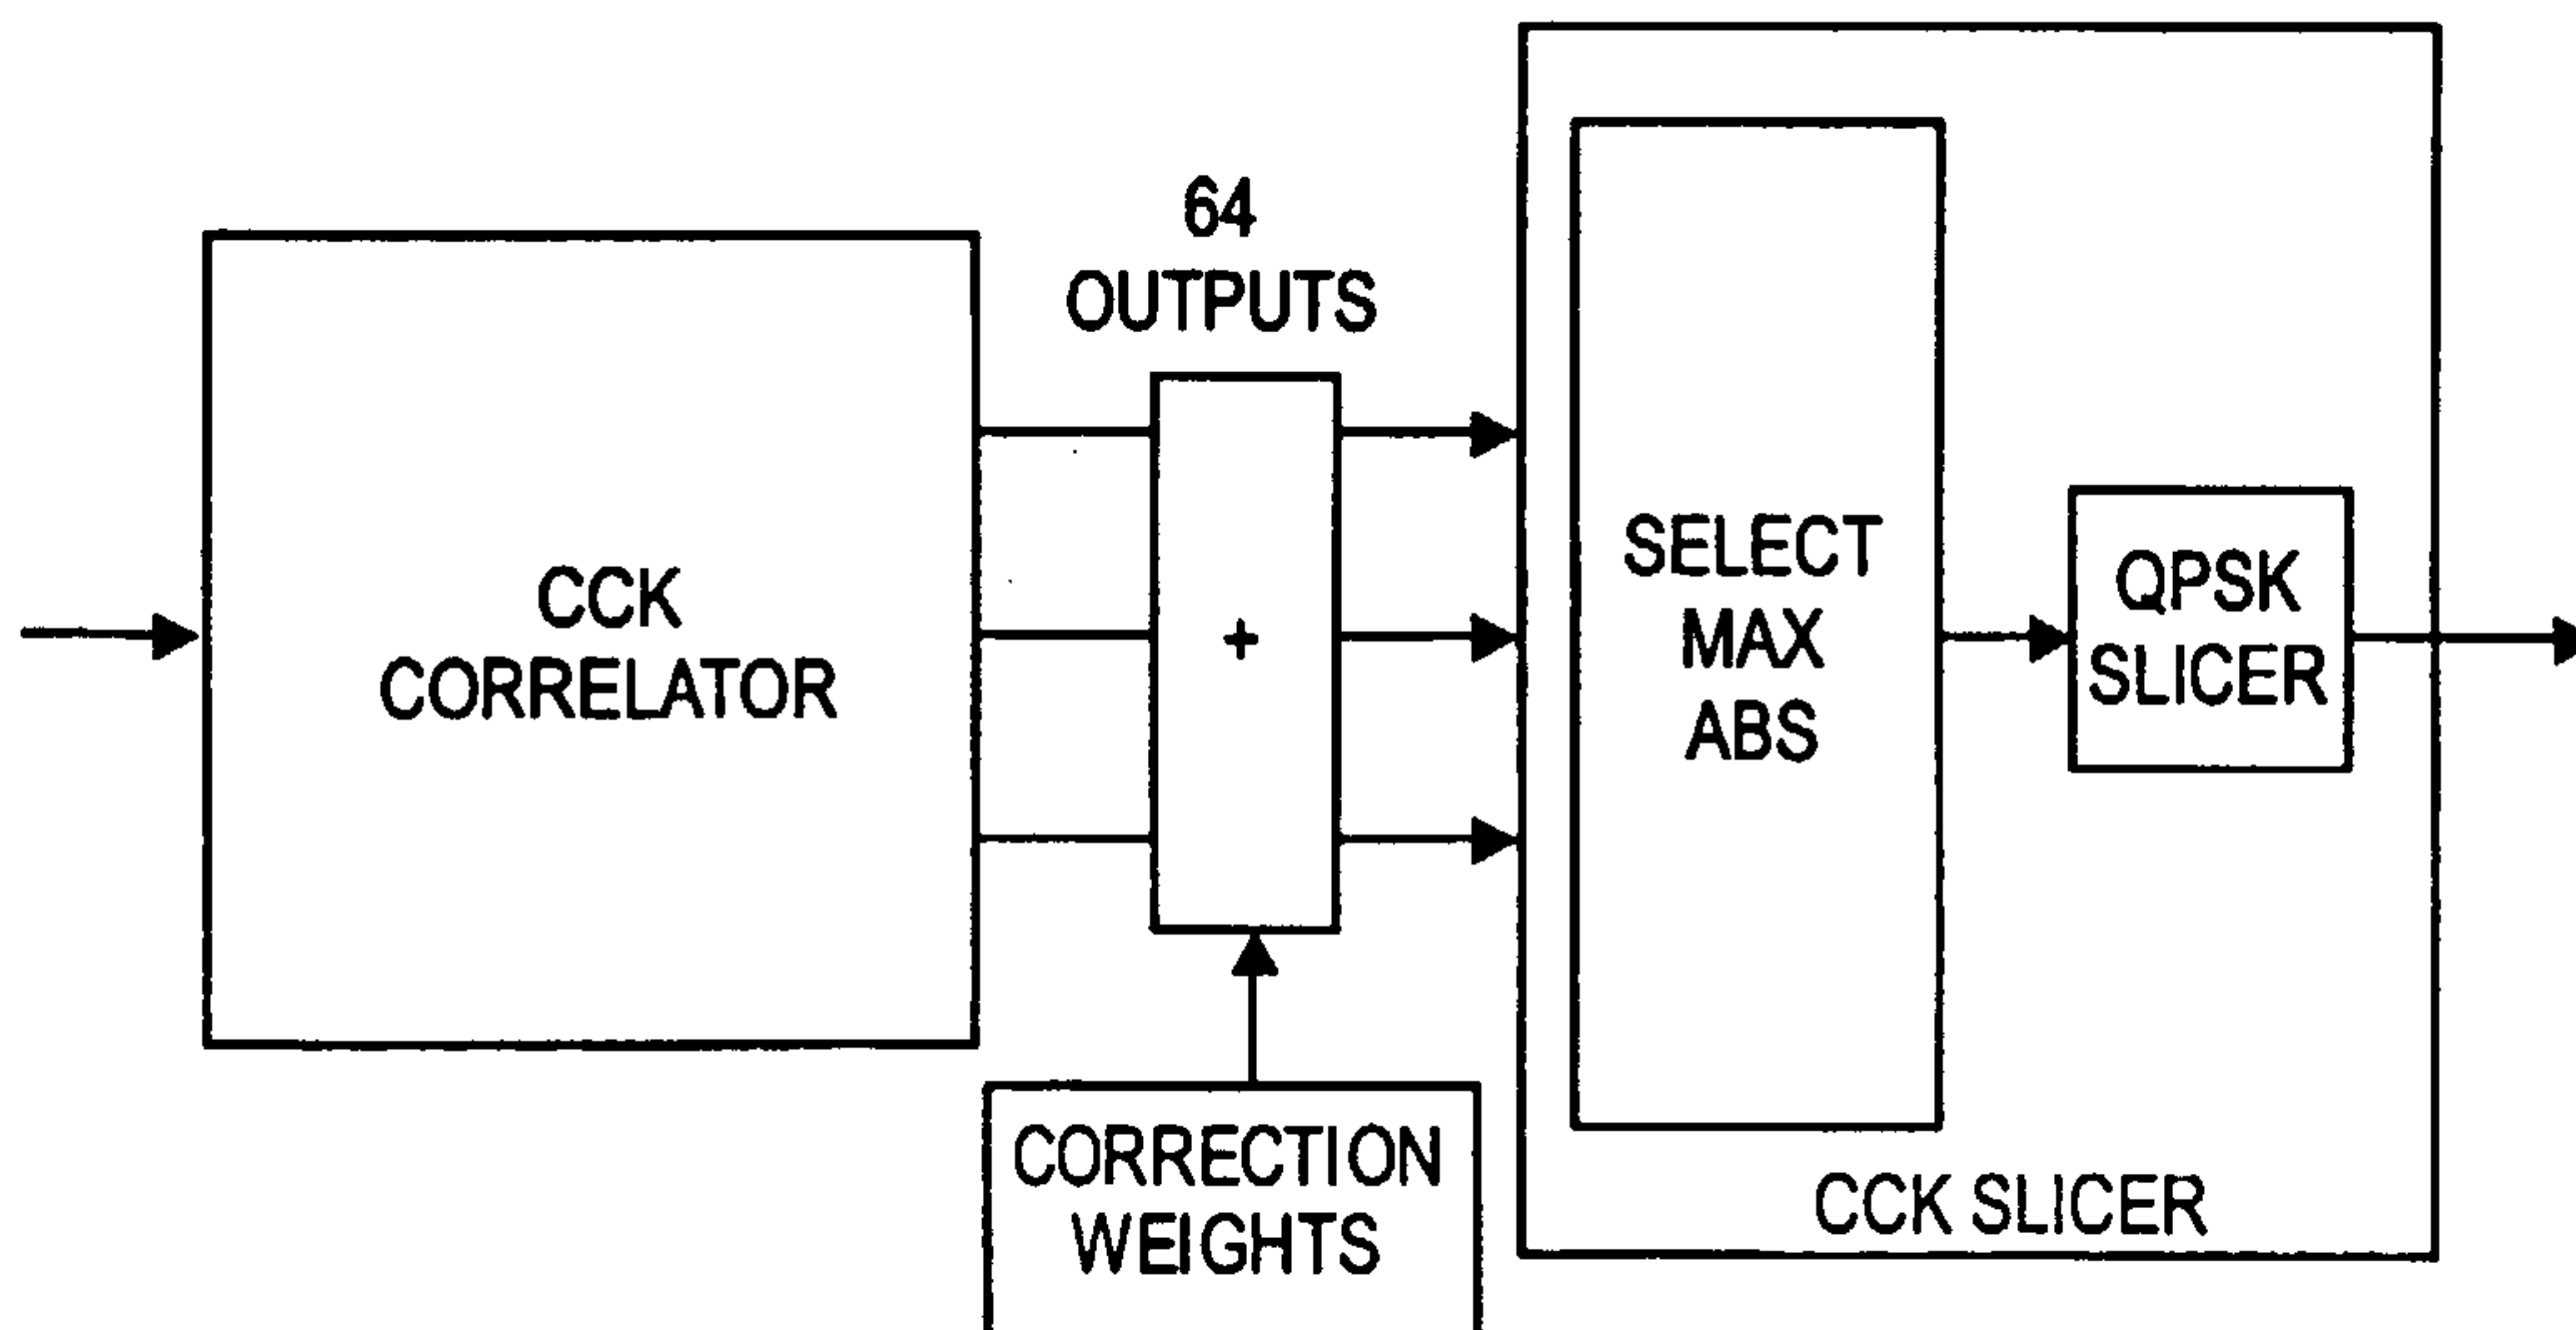 CCK
CORRELATOR
64
OUTPUTS
+
CORRECTION
WEIGHTS
SELECT
MAX
ABS
QPSK
SLICER
CCK SLICER